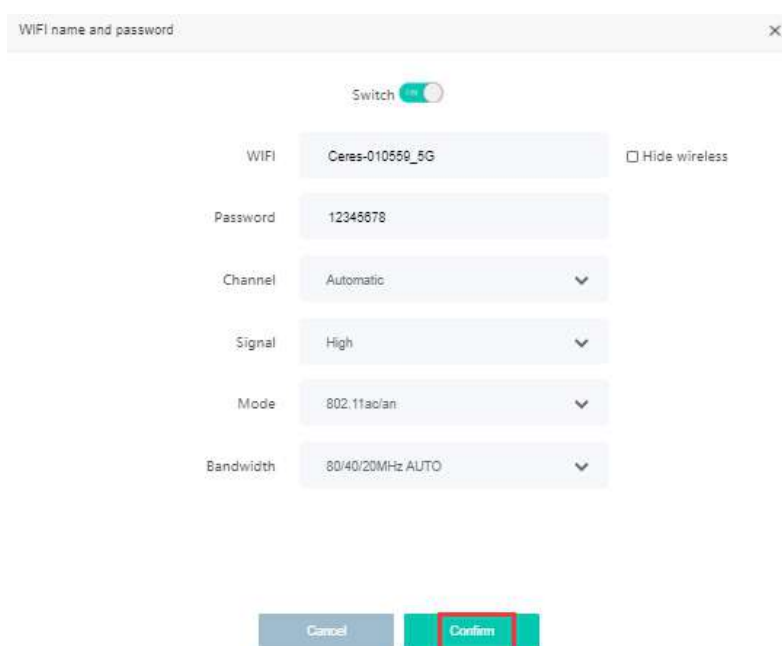 WIFI name and password
Switch ON
WIFI Ceres-010559_5G Hide wireless
Password 12345678
Channel Automatic
Signal High
Mode 802.11ac/an
Bandwidth 80/40/20MHz AUTO
Cancel Confirm